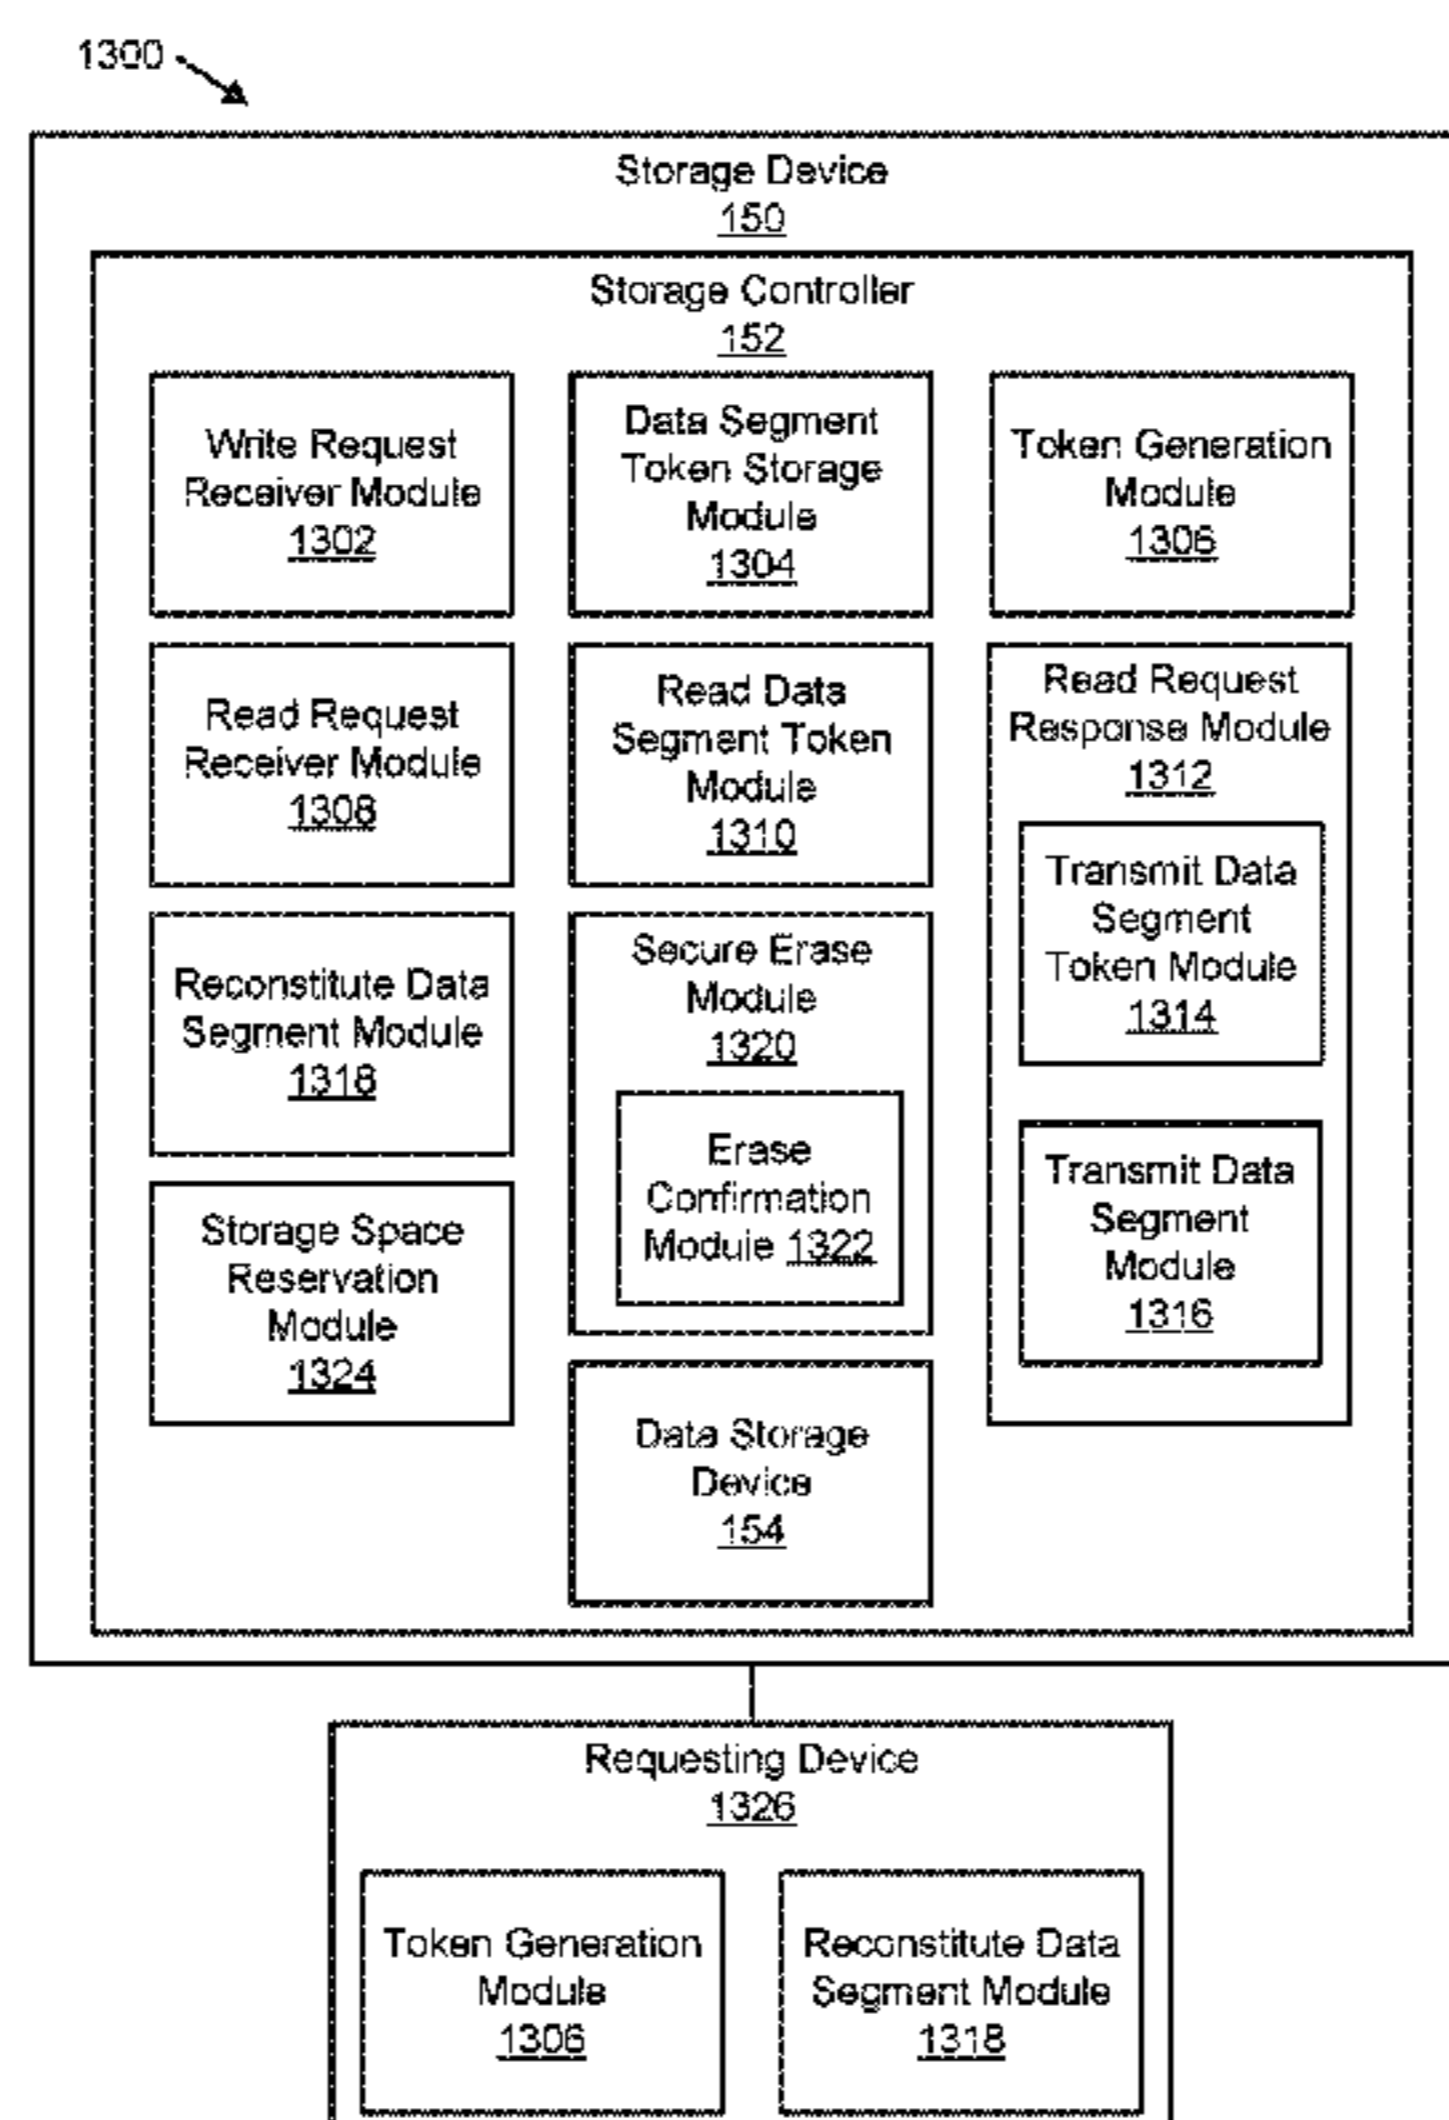 1300
Storage Device
150
Storage Controller
152
Write Request
Receiver Module
1302
Data Segment
Token Storage
Module
1304
Token Generation
Module
1306
Read Request
Receiver Module
1308
Read Data
Segment Token
Module
1310
Read Request
Response Module
1312
Transmit Data
Segment
Token Module
1314
Transmit Data
Segment
Module
1316
Reconstitute Data
Segment Module
1318
Secure Erase
Module
1320
Erase
Confirmation
Module 1322
Storage Space
Reservation
Module
1324
Data Storage
Device
154
Requesting Device
1326
Token Generation
Module
1306
Reconstitute Data
Segment Module
1318